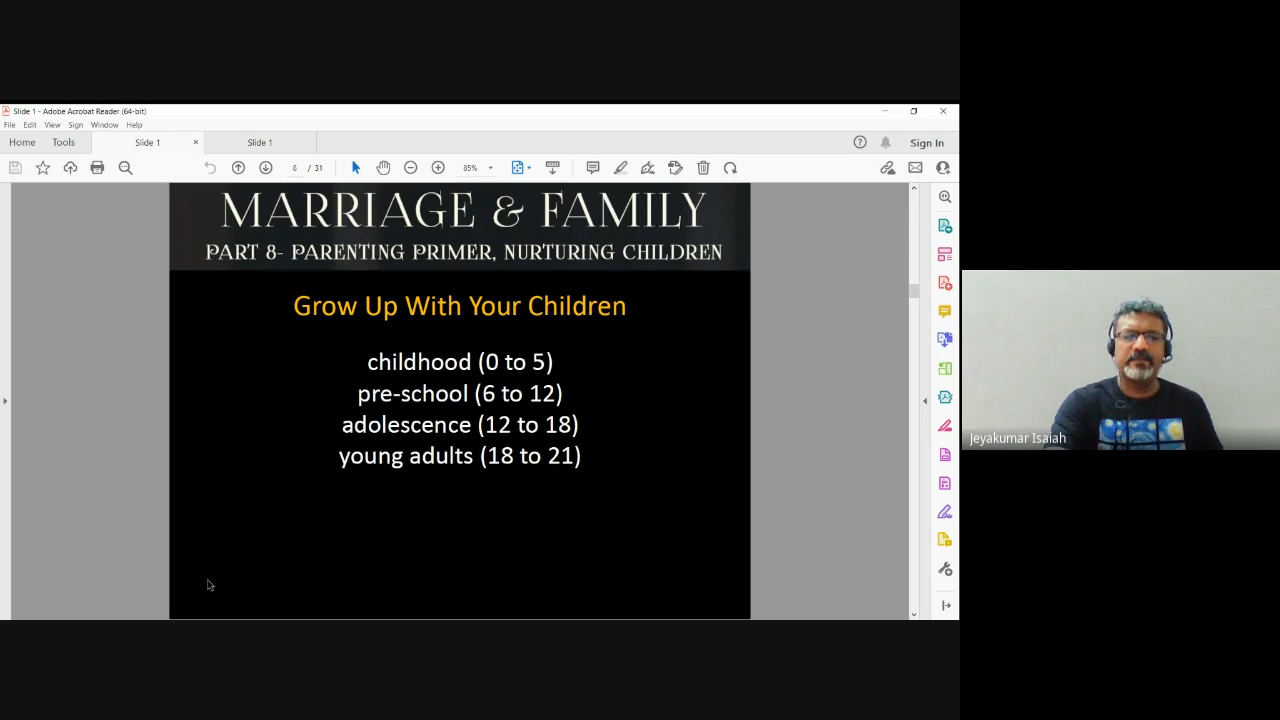 Slide 1 - Adobe Acrobat Reader (64-bit)
File Edit View Sign Window Help
Home Tools Slide 1 × Slide 1 Sign In
8 / 31 85%
MARRIAGE & FAMILY
PART 8- PARENTING PRIMER, NURTURING CHILDREN
Grow Up With Your Children
childhood (0 to 5)
pre-school (6 to 12)
adolescence (12 to 18)
young adults (18 to 21)
Jeyakumar Isaiah